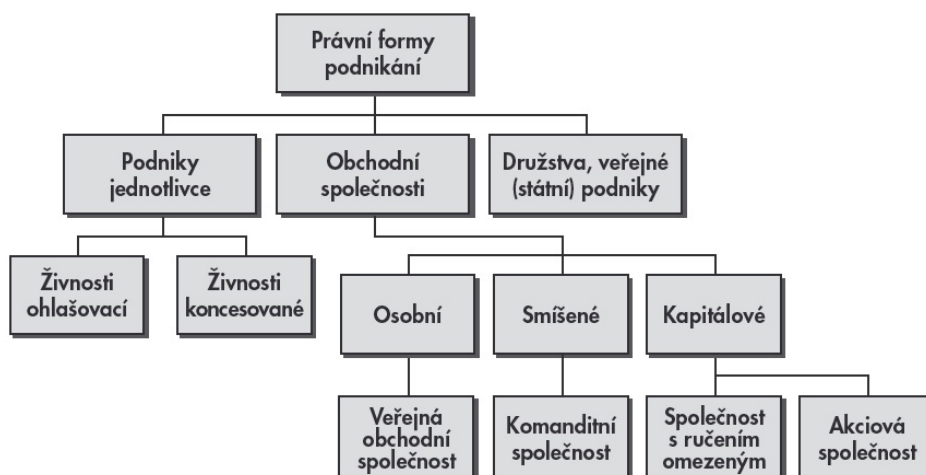 Právní formy
podnikání
Podniky
jednotlivce
Obchodní
společnosti
Družstva, veřejné
(státní) podniky
Živnosti
ohlašovací
Živnosti
koncesované
Osobní
Smíšené
Kapitálové
Veřejná
obchodní
společnost
Komanditní
společnost
Společnost
s ručením
omezeným
Akciová
společnost